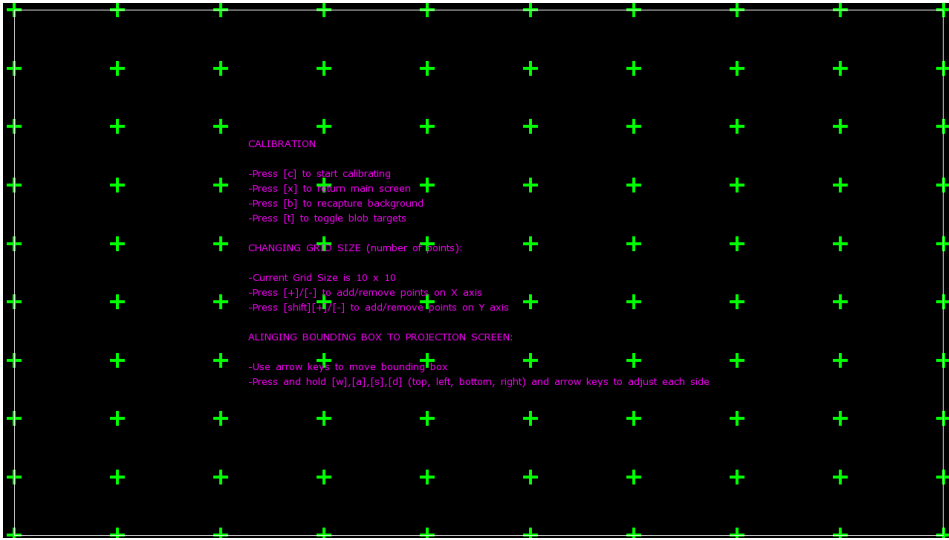 CALIBRATION
-Press [c] to start calibrating
-Press [x] to return main screen
-Press [b] to recapture background
-Press [t] to toggle blob targets
CHANGING GRID SIZE (number of points):
-Current Grid Size is 10 x 10
-Press [+]/[-] to add/remove points on X axis
-Press [shift][+]/[-] to add/remove points on Y axis
ALINGING BOUNDING BOX TO PROJECTION SCREEN:
-Use arrow keys to move bounding box
-Press and hold [w],[a],[s],[d] (top, left, bottom, right) and arrow keys to adjust each side